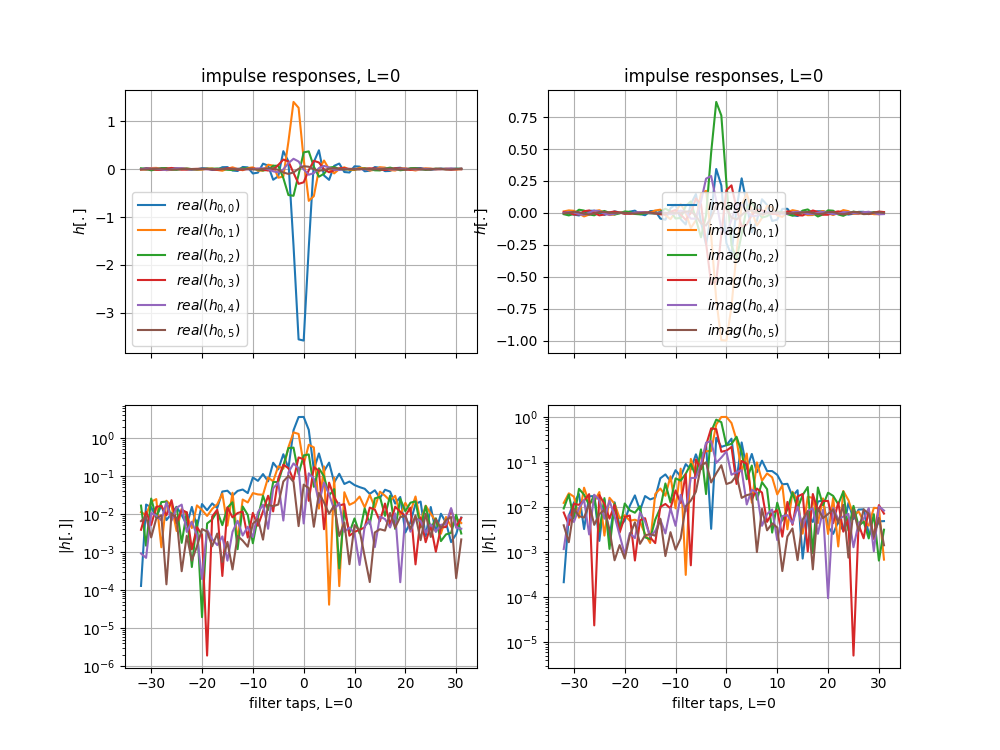 impulse responses, L=0
impulse responses, L=0
h[.]
1
0
−1
−2
−3
real(h0,0)
real(h0,1)
real(h0,2)
real(h0,3)
real(h0,4)
real(h0,5)
h[.]
0.75
0.50
0.25
0.00
−0.25
−0.50
−0.75
−1.00
imag(h0,0)
imag(h0,1)
imag(h0,2)
imag(h0,3)
imag(h0,4)
imag(h0,5)
|h[.]|
10^0
10^−1
10^−2
10^−3
10^−4
10^−5
10^−6
−30 −20 −10 0 10 20 30
filter taps, L=0
|h[.]|
10^0
10^−1
10^−2
10^−3
10^−4
10^−5
−30 −20 −10 0 10 20 30
filter taps, L=0